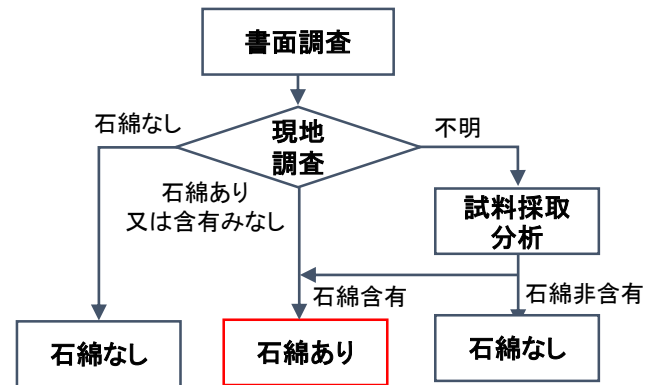 書面調査
石綿なし
現地
調査
不明
石綿あり
又は含有みなし
試料採取
分析
石綿含有
石綿非含有
石綿なし
石綿あり
石綿なし